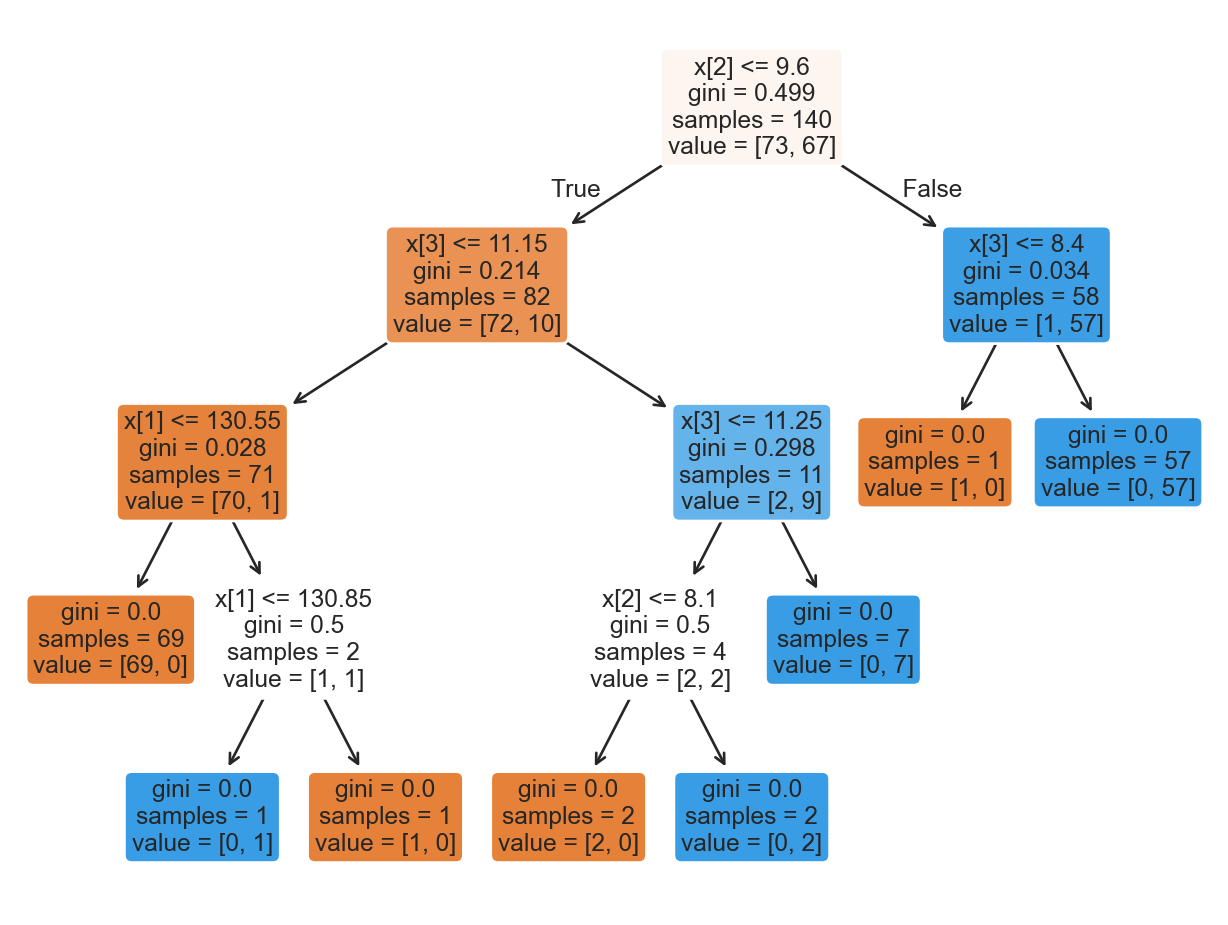 x[2] <= 9.6
gini = 0.499
samples = 140
value = [73, 67]
True
False
x[3] <= 11.15
gini = 0.214
samples = 82
value = [72, 10]
x[3] <= 8.4
gini = 0.034
samples = 58
value = [1, 57]
x[1] <= 130.55
gini = 0.028
samples = 71
value = [70, 1]
x[3] <= 11.25
gini = 0.298
samples = 11
value = [2, 9]
gini = 0.0
samples = 1
value = [1, 0]
gini = 0.0
samples = 57
value = [0, 57]
gini = 0.0
samples = 69
value = [69, 0]
x[1] <= 130.85
gini = 0.5
samples = 2
value = [1, 1]
x[2] <= 8.1
gini = 0.5
samples = 4
value = [2, 2]
gini = 0.0
samples = 7
value = [0, 7]
gini = 0.0
samples = 1
value = [0, 1]
gini = 0.0
samples = 1
value = [1, 0]
gini = 0.0
samples = 2
value = [2, 0]
gini = 0.0
samples = 2
value = [0, 2]